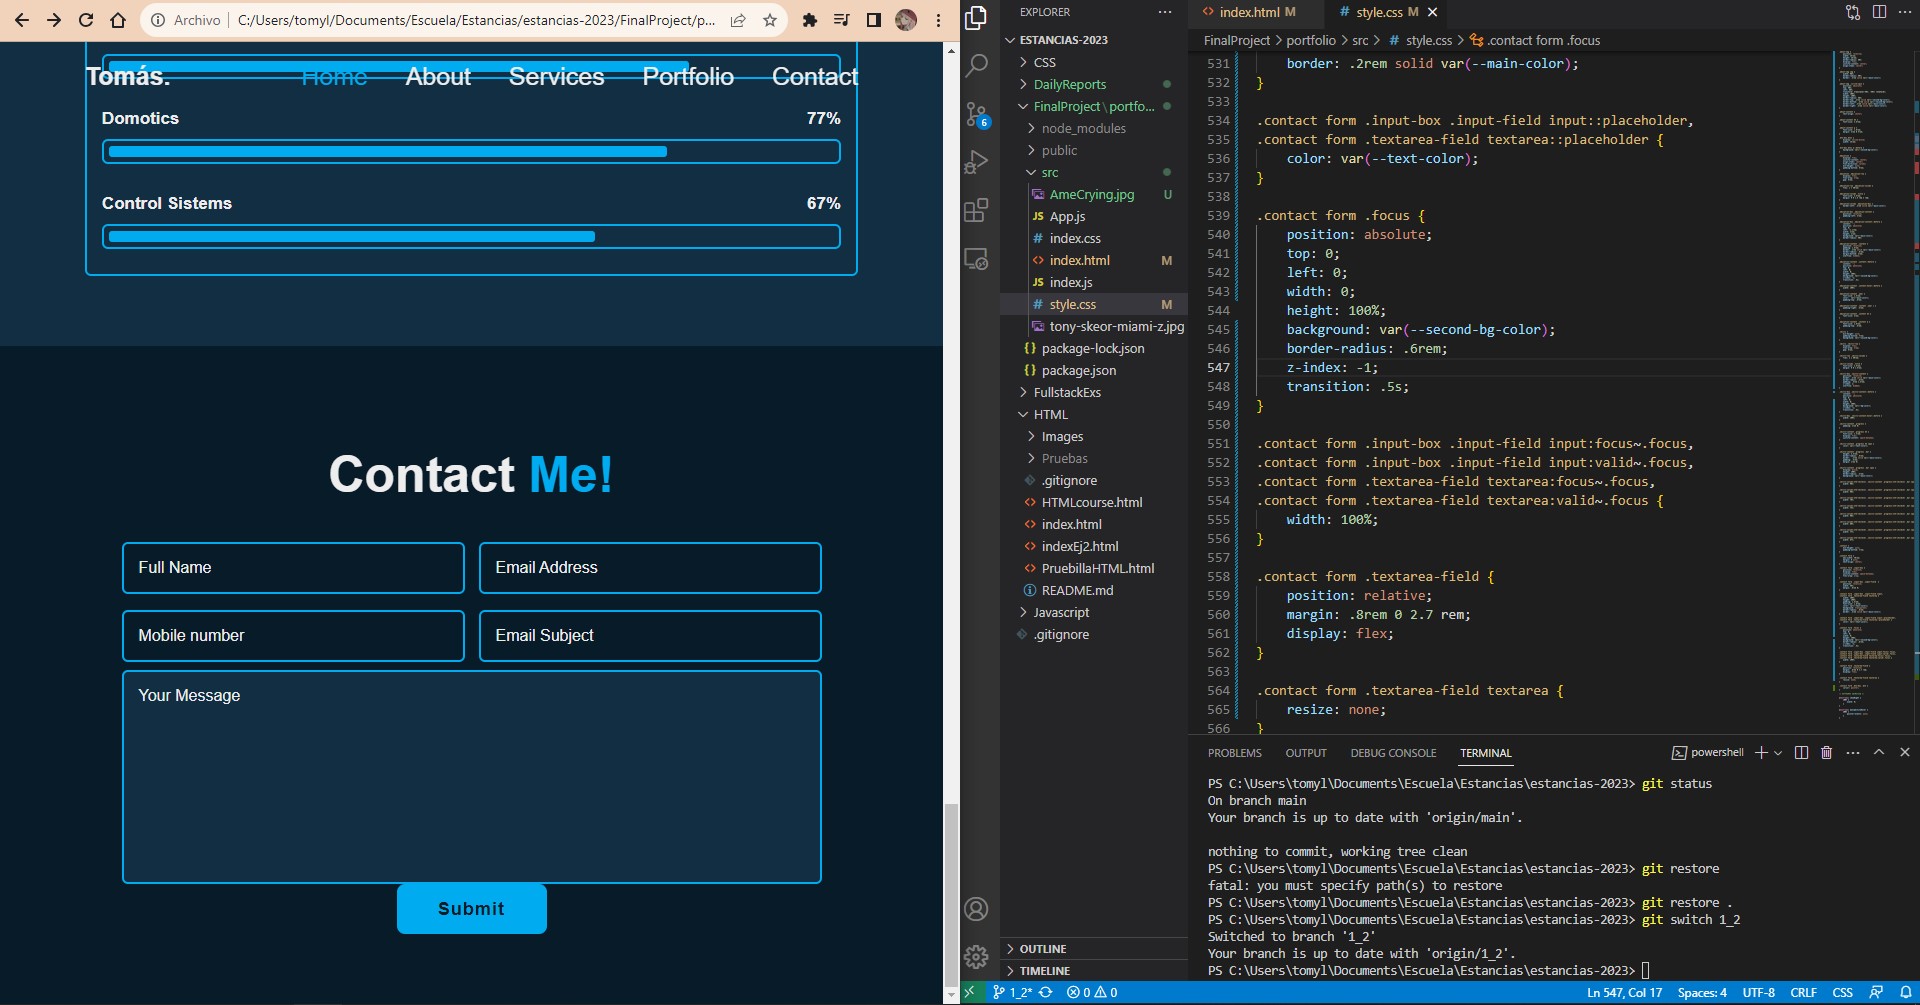 Archivo | C:/Users/tomyl/Documents/Escuela/Estancias/estancias-2023/FinalProject/p...
Tomás. Home About Services Portfolio Contact
Domotics 77%
Control Sistems 67%
Contact Me!
Full Name Email Address
Mobile number Email Subject
Your Message
Submit
EXPLORER ...
ESTANCIAS-2023
CSS
DailyReports
FinalProject\portfo...
node_modules
public
src
AmeCrying.jpg U
JS App.js
# index.css
<> index.html M
JS index.js
# style.css M
tony-skeor-miami-z.jpg
{} package-lock.json
{} package.json
FullstackExs
HTML
Images
Pruebas
.gitignore
<> HTMLcourse.html
<> index.html
<> indexEj2.html
<> PruebillaHTML.html
README.md
Javascript
.gitignore
OUTLINE
TIMELINE
6
<> index.html M # style.css M
FinalProject > portfolio > src > # style.css > .contact form .focus
531 border: .2rem solid var(--main-color);
532 }
533
534 .contact form .input-box .input-field input::placeholder,
535 .contact form .textarea-field textarea::placeholder {
536 color: var(--text-color);
537 }
538
539 .contact form .focus {
540 position: absolute;
541 top: 0;
542 left: 0;
543 width: 0;
544 height: 100%;
545 background: var(--second-bg-color);
546 border-radius: .6rem;
547 z-index: -1;
548 transition: .5s;
549 }
550
551 .contact form .input-box .input-field input:focus~.focus,
552 .contact form .input-box .input-field input:valid~.focus,
553 .contact form .textarea-field textarea:focus~.focus,
554 .contact form .textarea-field textarea:valid~.focus {
555 width: 100%;
556 }
557
558 .contact form .textarea-field {
559 position: relative;
560 margin: .8rem 0 2.7 rem;
561 display: flex;
562 }
563
564 .contact form .textarea-field textarea {
565 resize: none;
566 }
PROBLEMS OUTPUT DEBUG CONSOLE TERMINAL powershell
PS C:\Users\tomyl\Documents\Escuela\Estancias\estancias-2023> git status
On branch main
Your branch is up to date with 'origin/main'.
nothing to commit, working tree clean
PS C:\Users\tomyl\Documents\Escuela\Estancias\estancias-2023> git restore
fatal: you must specify path(s) to restore
PS C:\Users\tomyl\Documents\Escuela\Estancias\estancias-2023> git restore .
PS C:\Users\tomyl\Documents\Escuela\Estancias\estancias-2023> git switch 1_2
Switched to branch '1_2'
Your branch is up to date with 'origin/1_2'.
PS C:\Users\tomyl\Documents\Escuela\Estancias\estancias-2023>
1_2* 0 0 Ln 547, Col 17 Spaces: 4 UTF-8 CRLF CSS